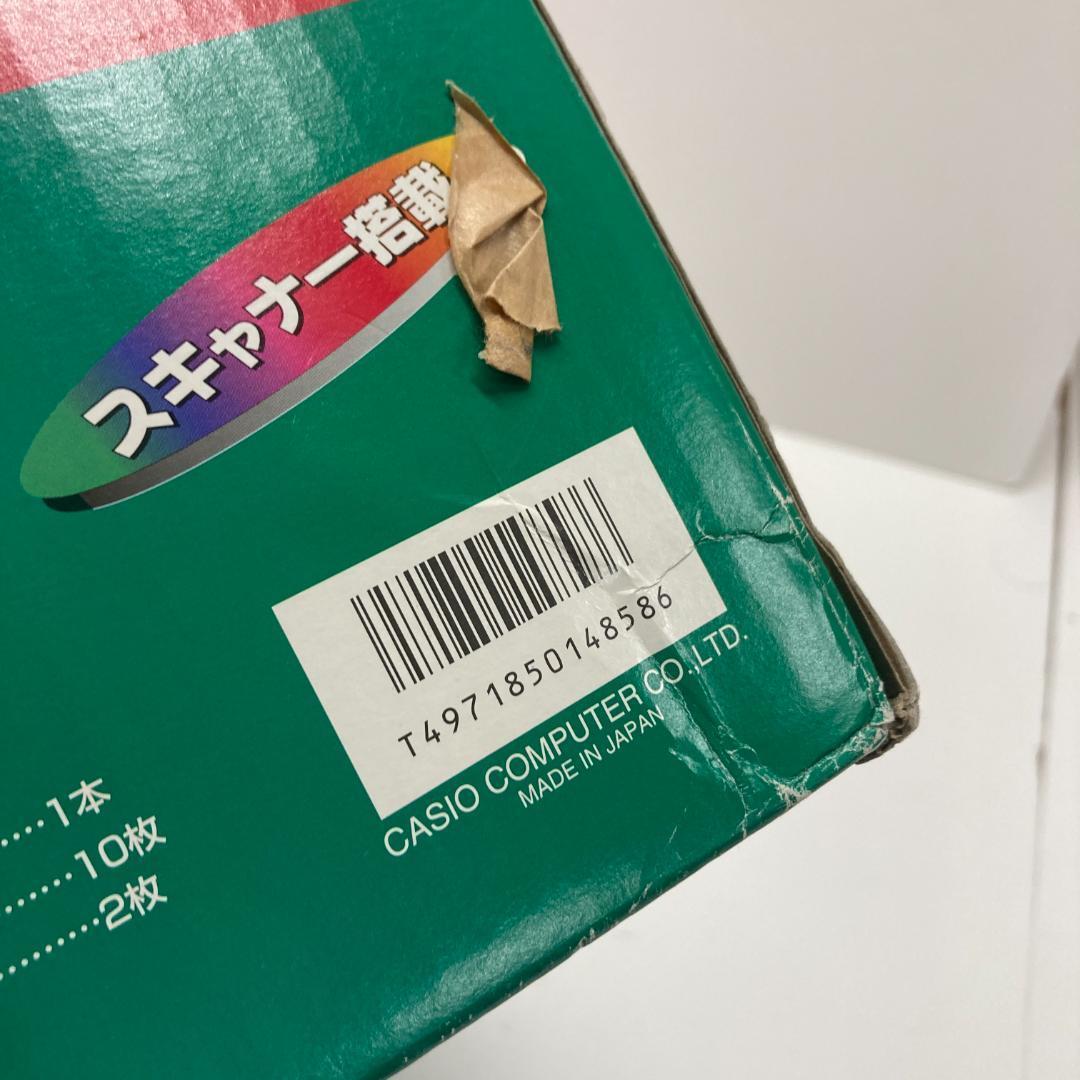 スキャナー搭載
T4971850148586
CASIO COMPUTER CO.,LTD.
MADE IN JAPAN
……1本
………10枚
…………2枚